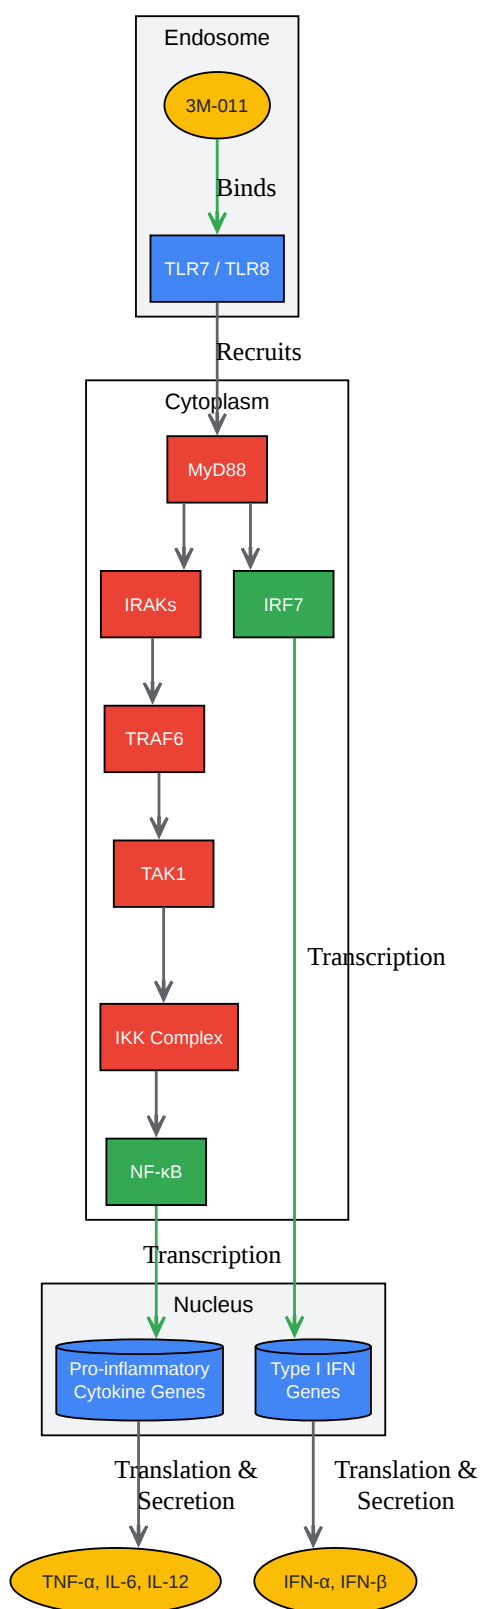 Endosome
3M-011
Binds
TLR7 / TLR8
Recruits
Cytoplasm
MyD88
IRAKs
IRF7
TRAF6
TAK1
Transcription
IKK Complex
NF-κB
Transcription
Nucleus
Pro-inflammatory
Cytokine Genes
Type I IFN
Genes
Translation &
Secretion
Translation &
Secretion
TNF-α, IL-6, IL-12
IFN-α, IFN-β